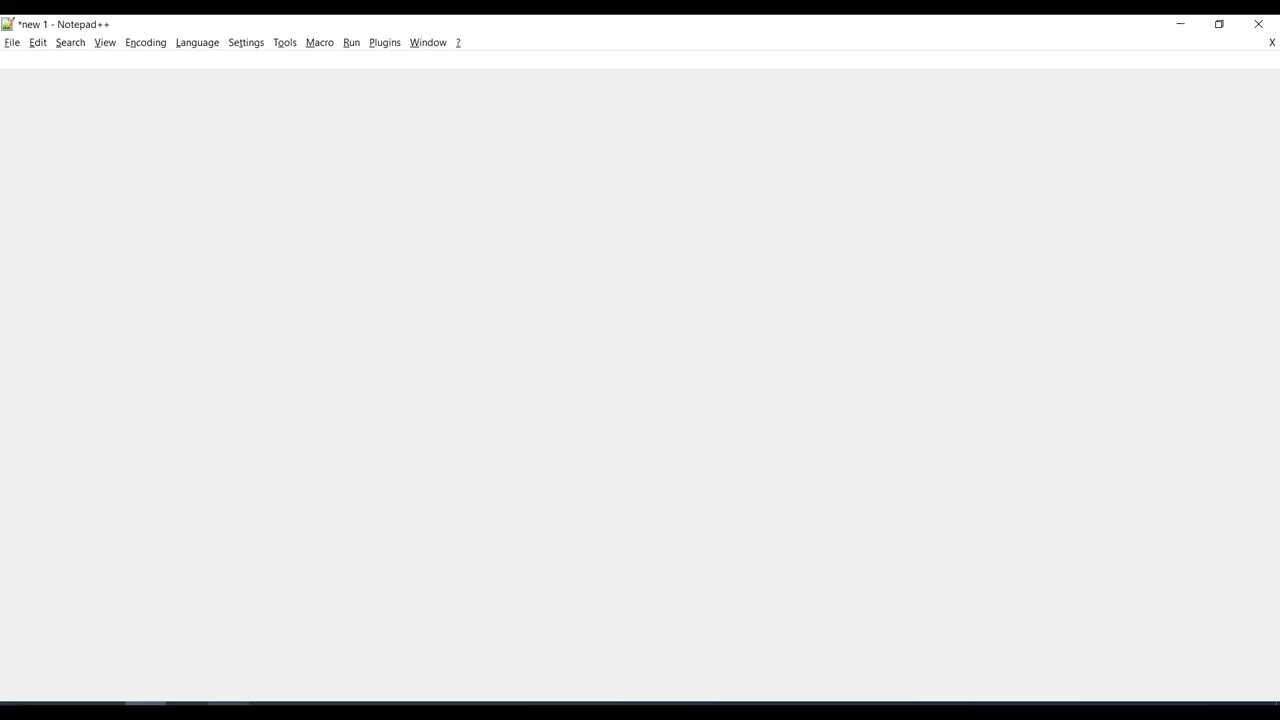 *new 1 - Notepad++
File Edit Search View Encoding Language Settings Tools Macro Run Plugins Window ? X